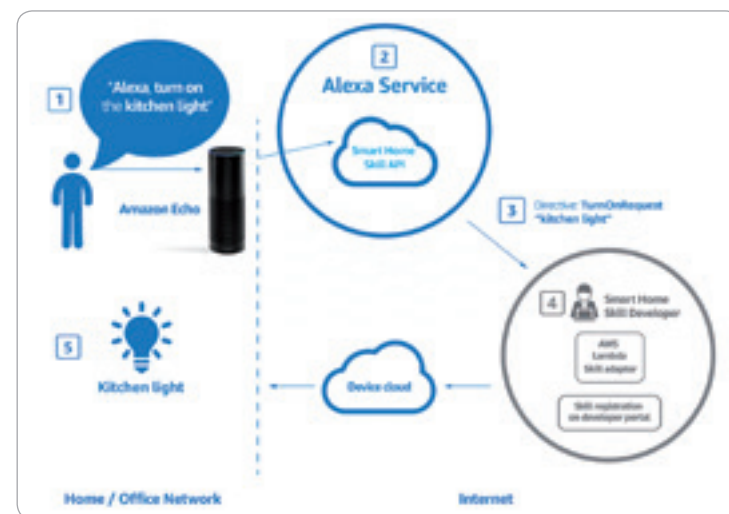 1
"Alexa, turn on
the kitchen light"
Amazon Echo
2
Alexa Service
Smart Home
Skill API
3
Directive: TurnOnRequest
"kitchen light"
4
Smart Home
Skill Developer
AWS
Lambda
Skill adaptor
Skill registration
on developer portal
Device cloud
5
Kitchen light
Home / Office Network
Internet